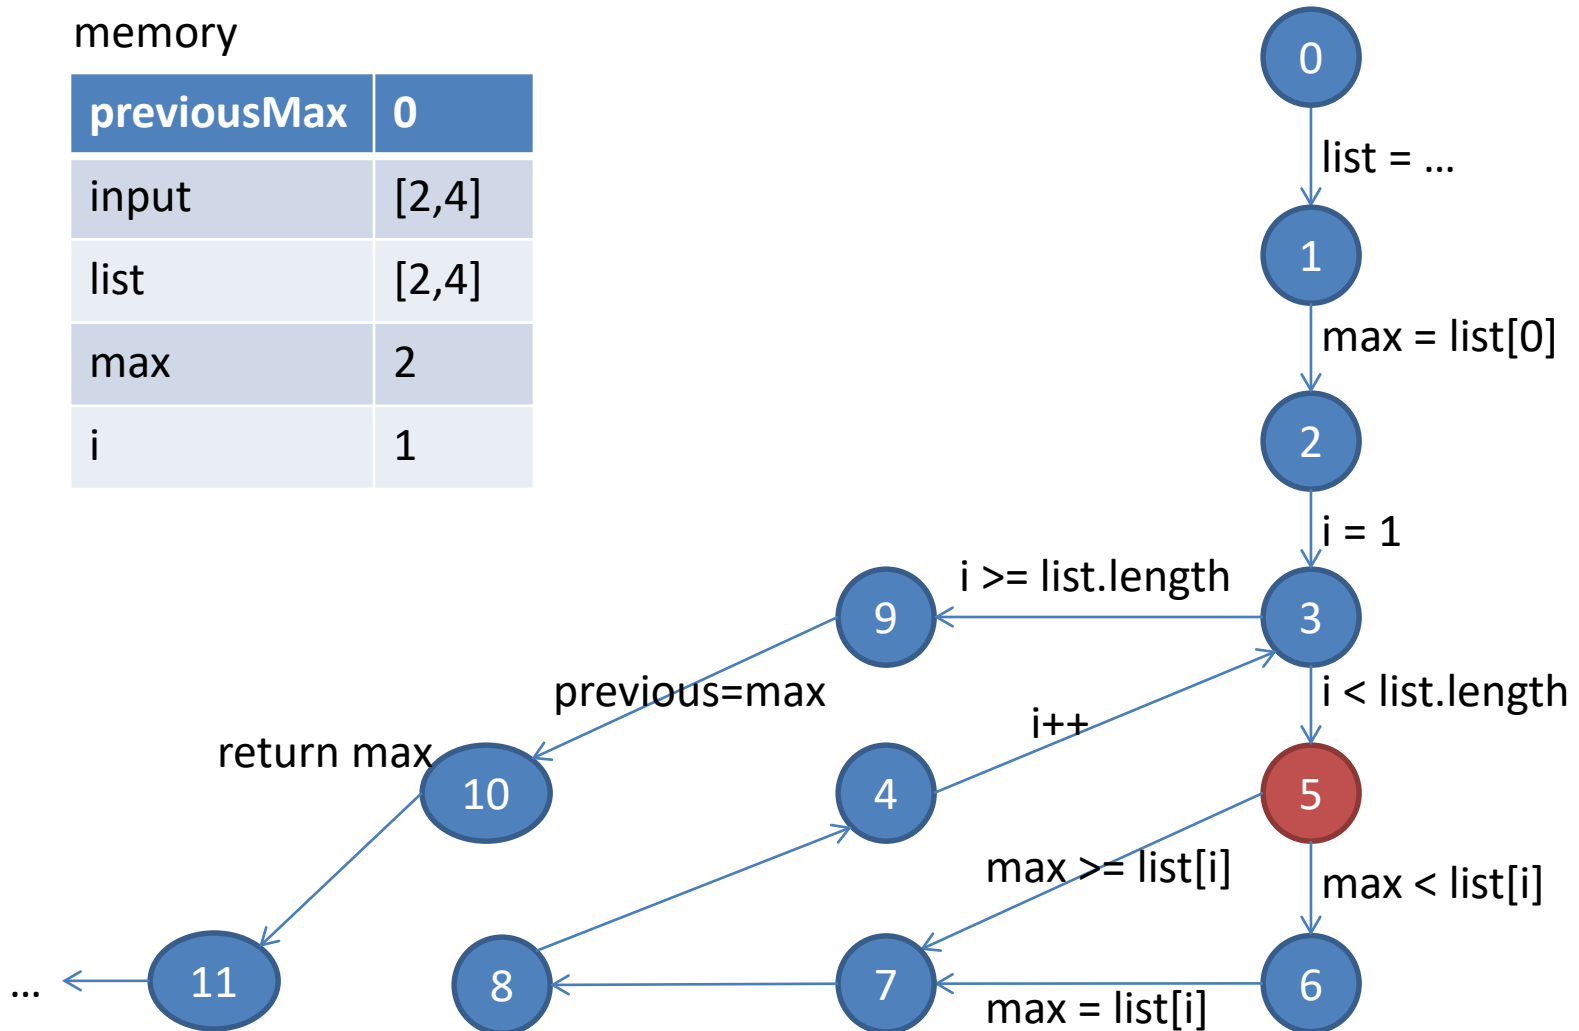 memory
previousMax 0
input [2,4]
list [2,4]
max 2
i 1
0
list = ...
1
max = list[0]
2
i = 1
i >= list.length
9
3
previous=max
i++
i < list.length
return max
10
4
5
max >= list[i]
max < list[i]
... 
11
8
7
6
max = list[i]